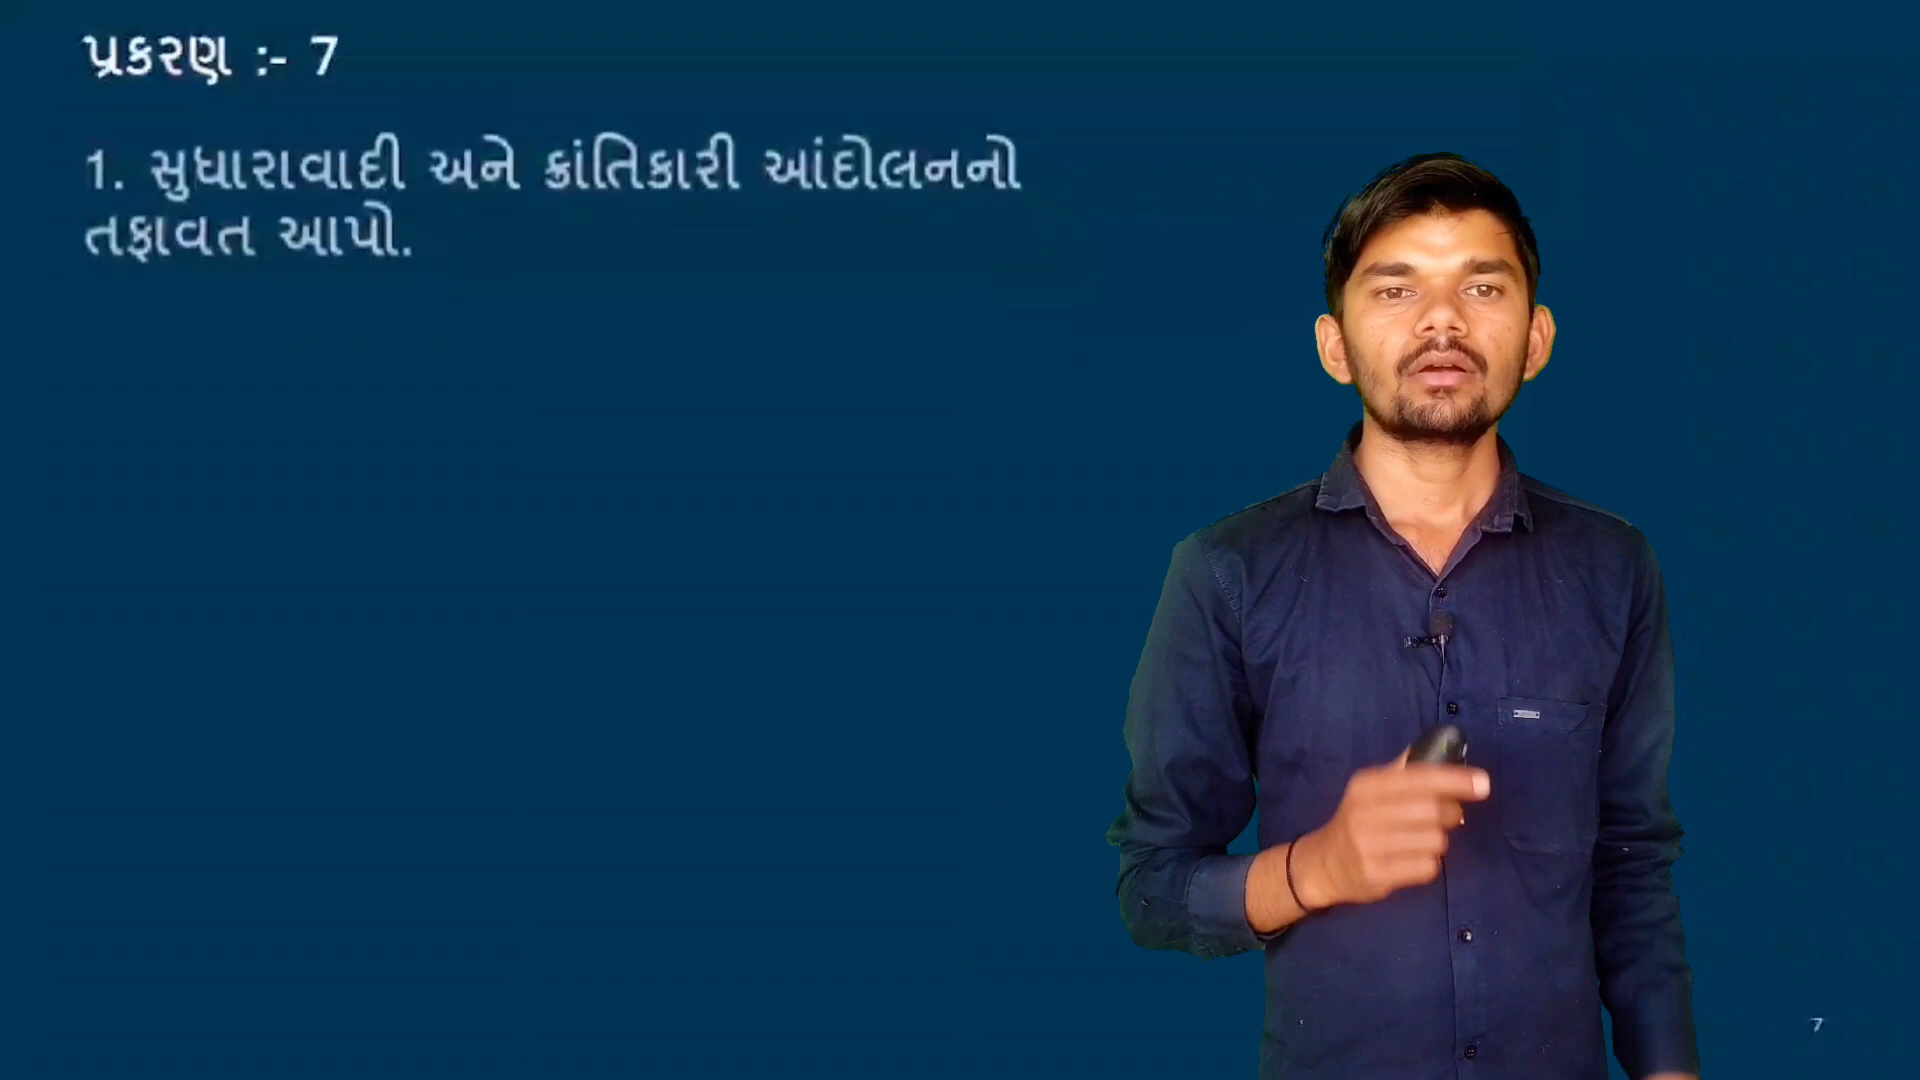 પ્રકરણ :- 7
1. સુધારાવાદી અને ક્રાંતિકારી આંદોલનનો
તફાવત આપો.
7